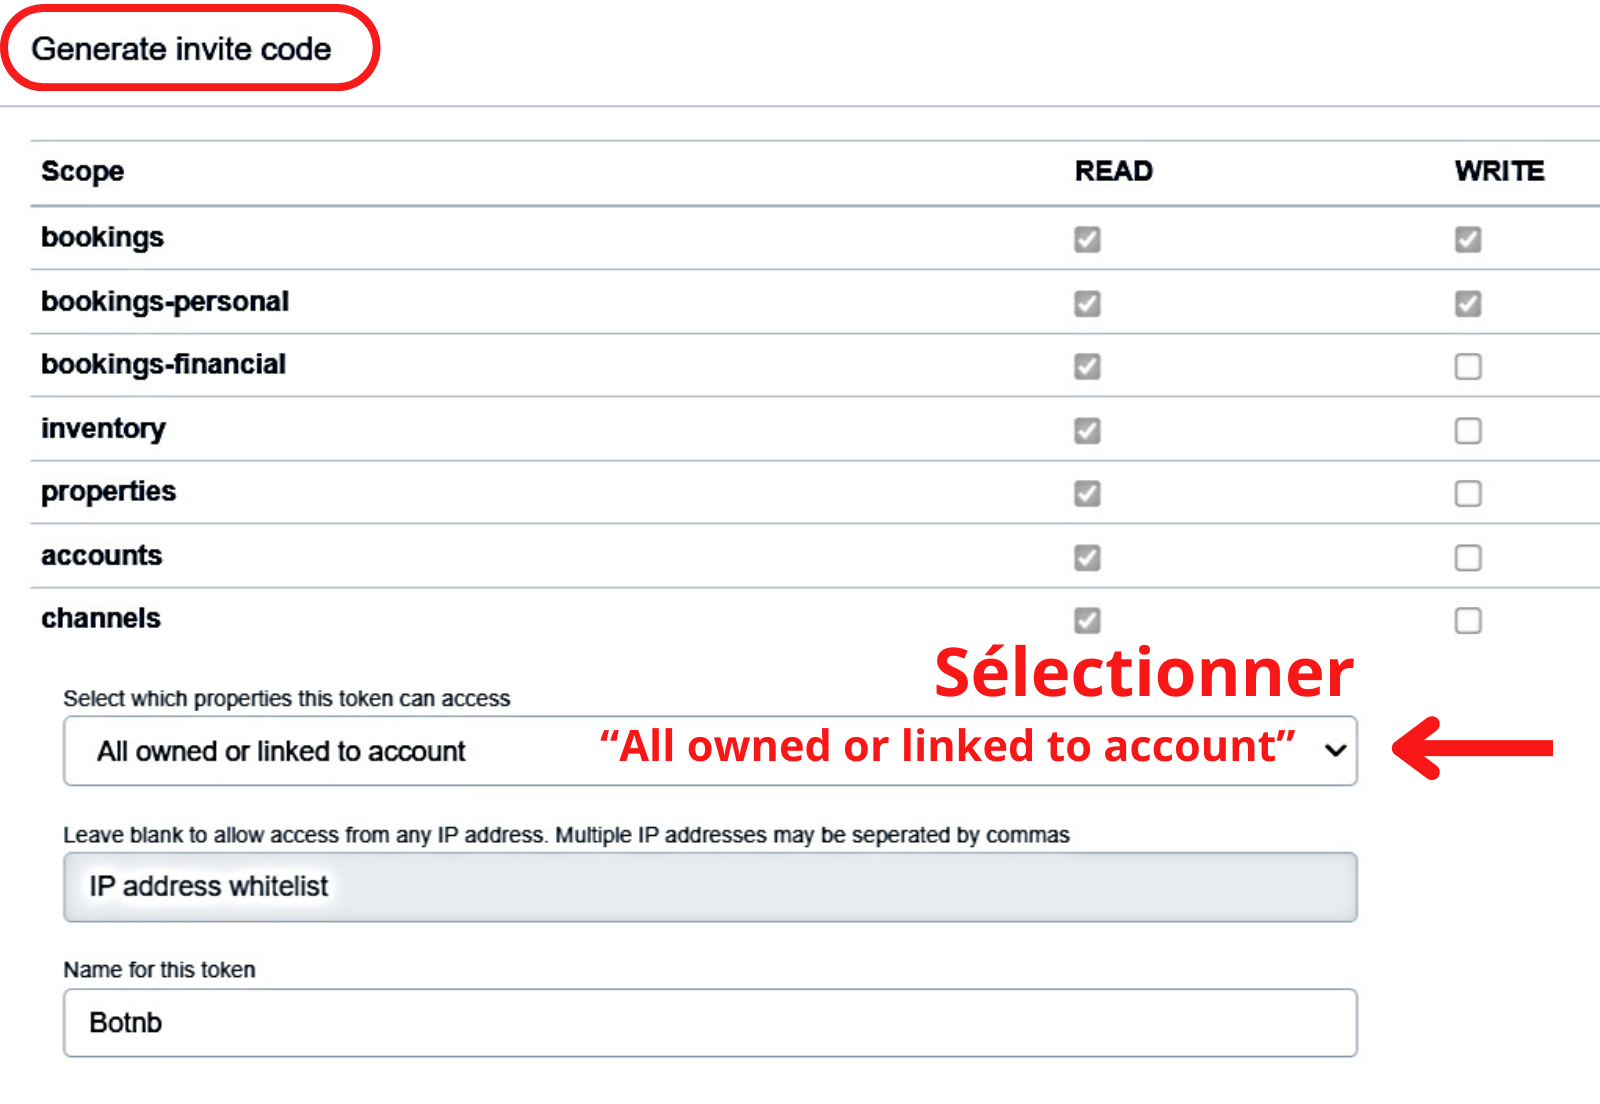 Generate invite code
Scope READ WRITE
bookings
bookings-personal
bookings-financial
inventory
properties
accounts
channels
Sélectionner
Select which properties this token can access
All owned or linked to account “All owned or linked to account”
Leave blank to allow access from any IP address. Multiple IP addresses may be seperated by commas
IP address whitelist
Name for this token
Botnb